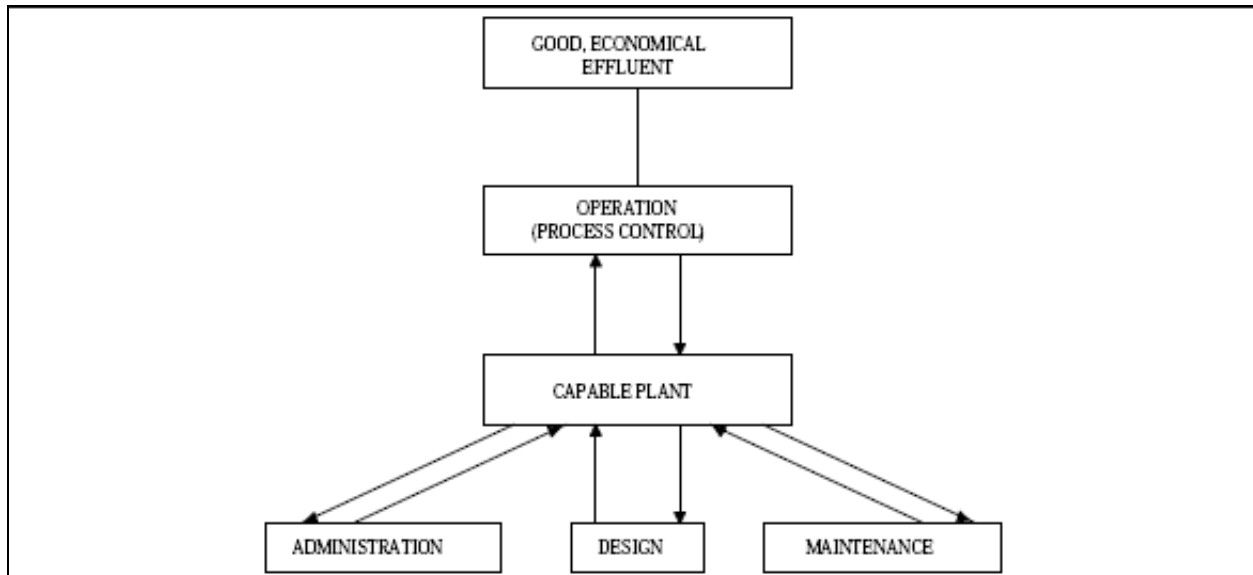 GOOD, ECONOMICAL
EFFLUENT
OPERATION
(PROCESS CONTROL)
CAPABLE PLANT
ADMINISTRATION
DESIGN
MAINTENANCE